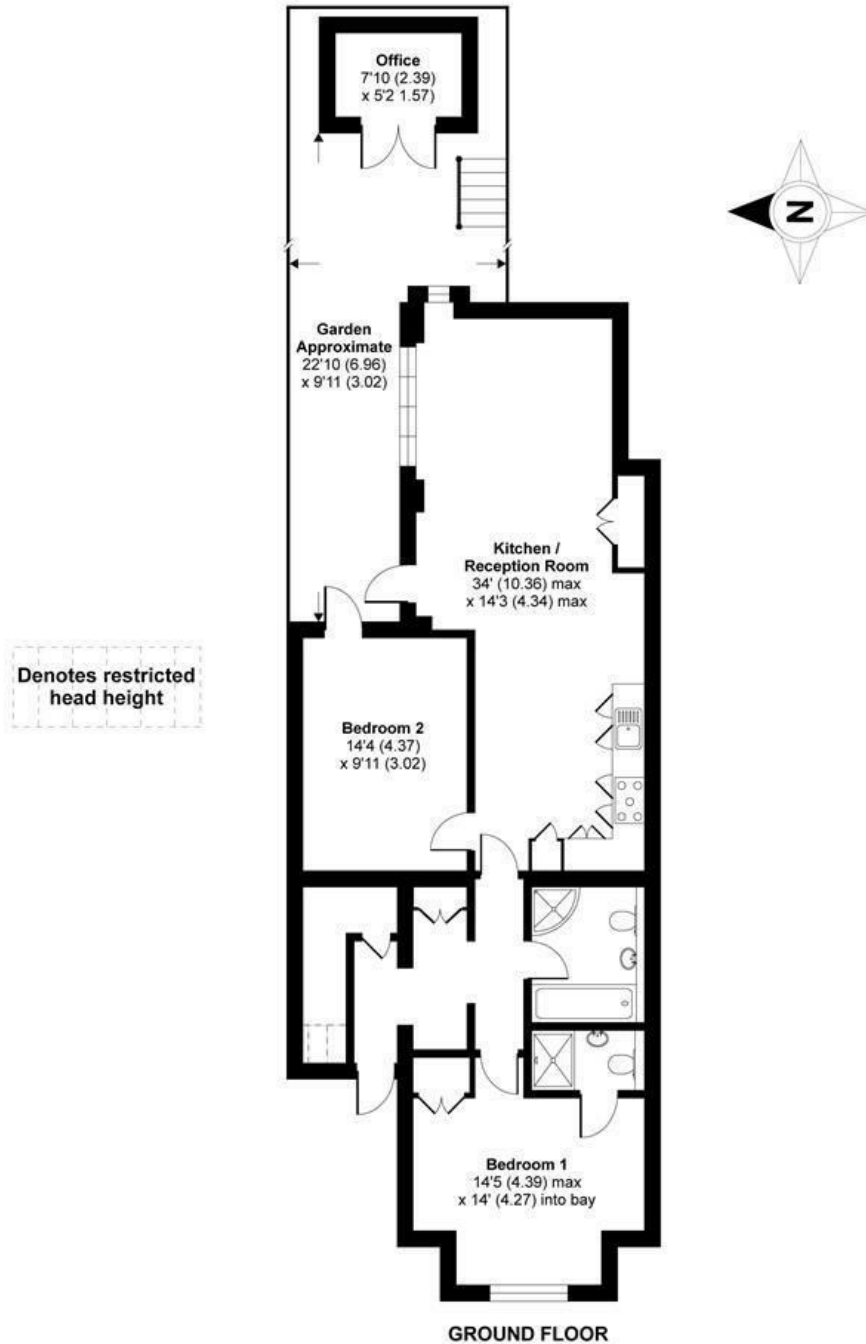 Office
7'10 (2.39)
x 5'2 1.57)
N
Garden
Approximate
22'10 (6.96)
x 9'11 (3.02)
Kitchen /
Reception Room
34' (10.36) max
x 14'3 (4.34) max
Denotes restricted
head height
Bedroom 2
14'4 (4.37)
x 9'11 (3.02)
Bedroom 1
14'5 (4.39) max
x 14' (4.27) into bay
GROUND FLOOR